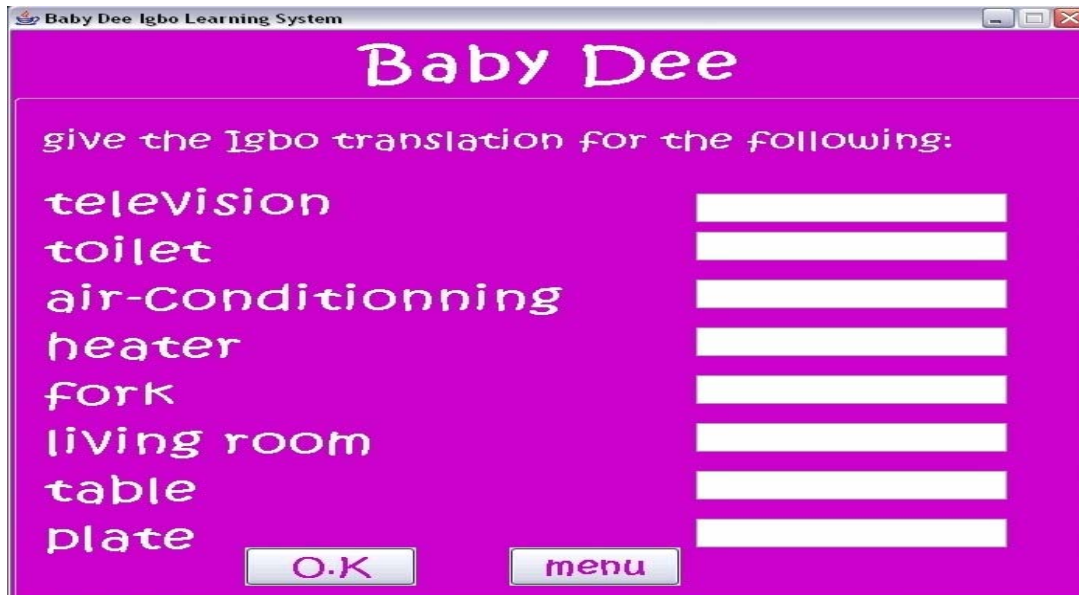 Baby Dee Igbo Learning System
Baby Dee
give the Igbo translation for the following:
television
toilet
air-Conditionning
heater
fork
living room
table
plate
O.K menu